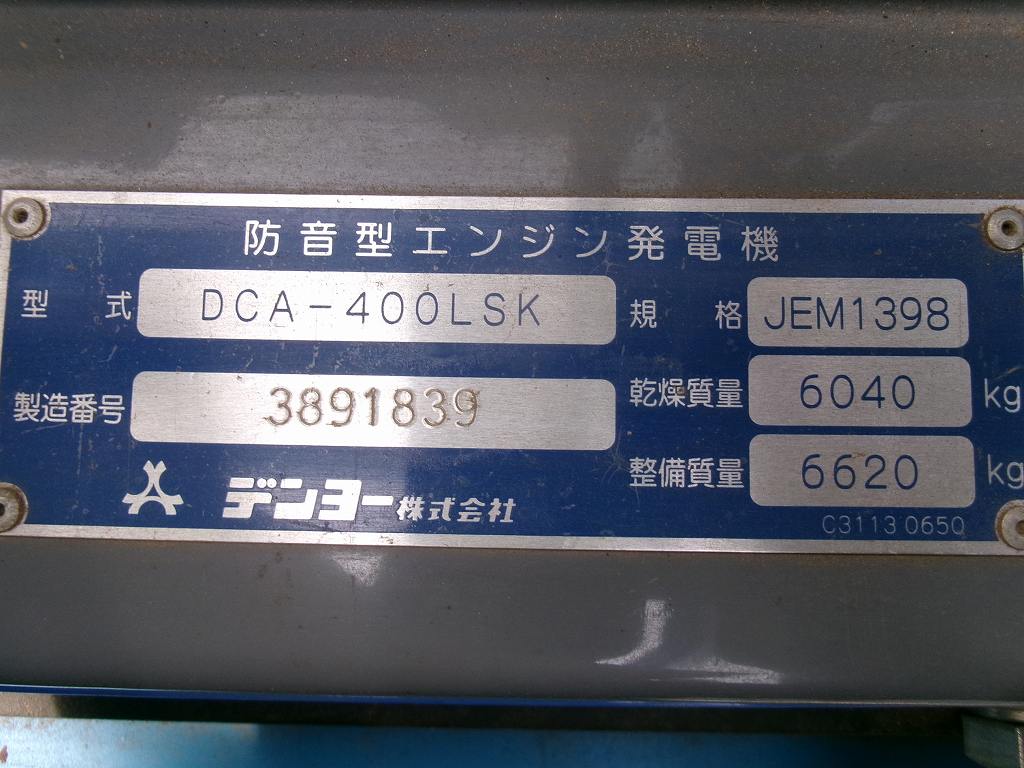 防音型エンジン発電機
型式 DCA-400LSK 規格 JEM1398
製造番号 3891839 乾燥質量 6040 kg
整備質量 6620 kg
デンヨー株式会社
C31130650